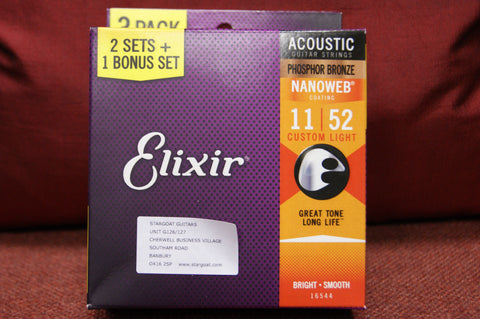 3 PACK
2 SETS +
1 BONUS SET
Elixir®
STARGOAT GUITARS
UNIT G126/127
CHERWELL BUSINESS VILLAGE
SOUTHAM ROAD
BANBURY
OX16 2SP www.stargoat.com
ACOUSTIC
GUITAR STRINGS
PHOSPHOR BRONZE
NANOWEB®
COATING
11 | 52
CUSTOM LIGHT
GREAT TONE
LONG LIFE™
BRIGHT • SMOOTH
16544